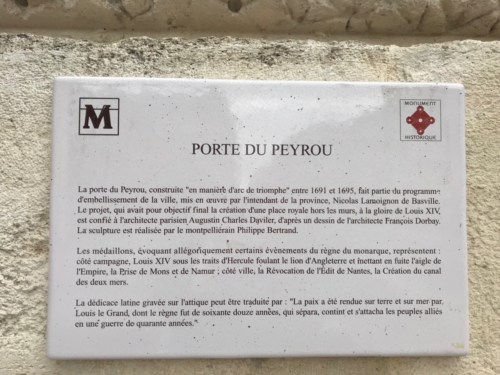 M
MONUMENT
HISTORIQUE
PORTE DU PEYROU
La porte du Peyrou, construite "en manière d'arc de triomphe" entre 1691 et 1695, fait partie du programme
d'embellissement de la ville, mis en œuvre par l'intendant de la province, Nicolas Lamoignon de Basville.
Le projet, qui avait pour objectif final la création d'une place royale hors les murs, à la gloire de Louis XIV,
est confié à l'architecte parisien Augustin Charles Daviler, d'après un dessin de l'architecte François Dorbay.
La sculpture est réalisée par le montpelliérain Philippe Bertrand.
Les médaillons, évoquant allégoriquement certains évènements du règne du monarque, représentent :
côté campagne, Louis XIV sous les traits d'Hercule foulant le lion d'Angleterre et mettant en fuite l'aigle de
l'Empire, la Prise de Mons et de Namur ; côté ville, la Révocation de l'Édit de Nantes, la Création du canal
des deux mers.
La dédicace latine gravée sur l'attique peut être traduite par : "La paix a été rendue sur terre et sur mer par
Louis le Grand, dont le règne fut de soixante douze années, qui sépara, contint et s'attacha les peuples alliés
en une guerre de quarante années."